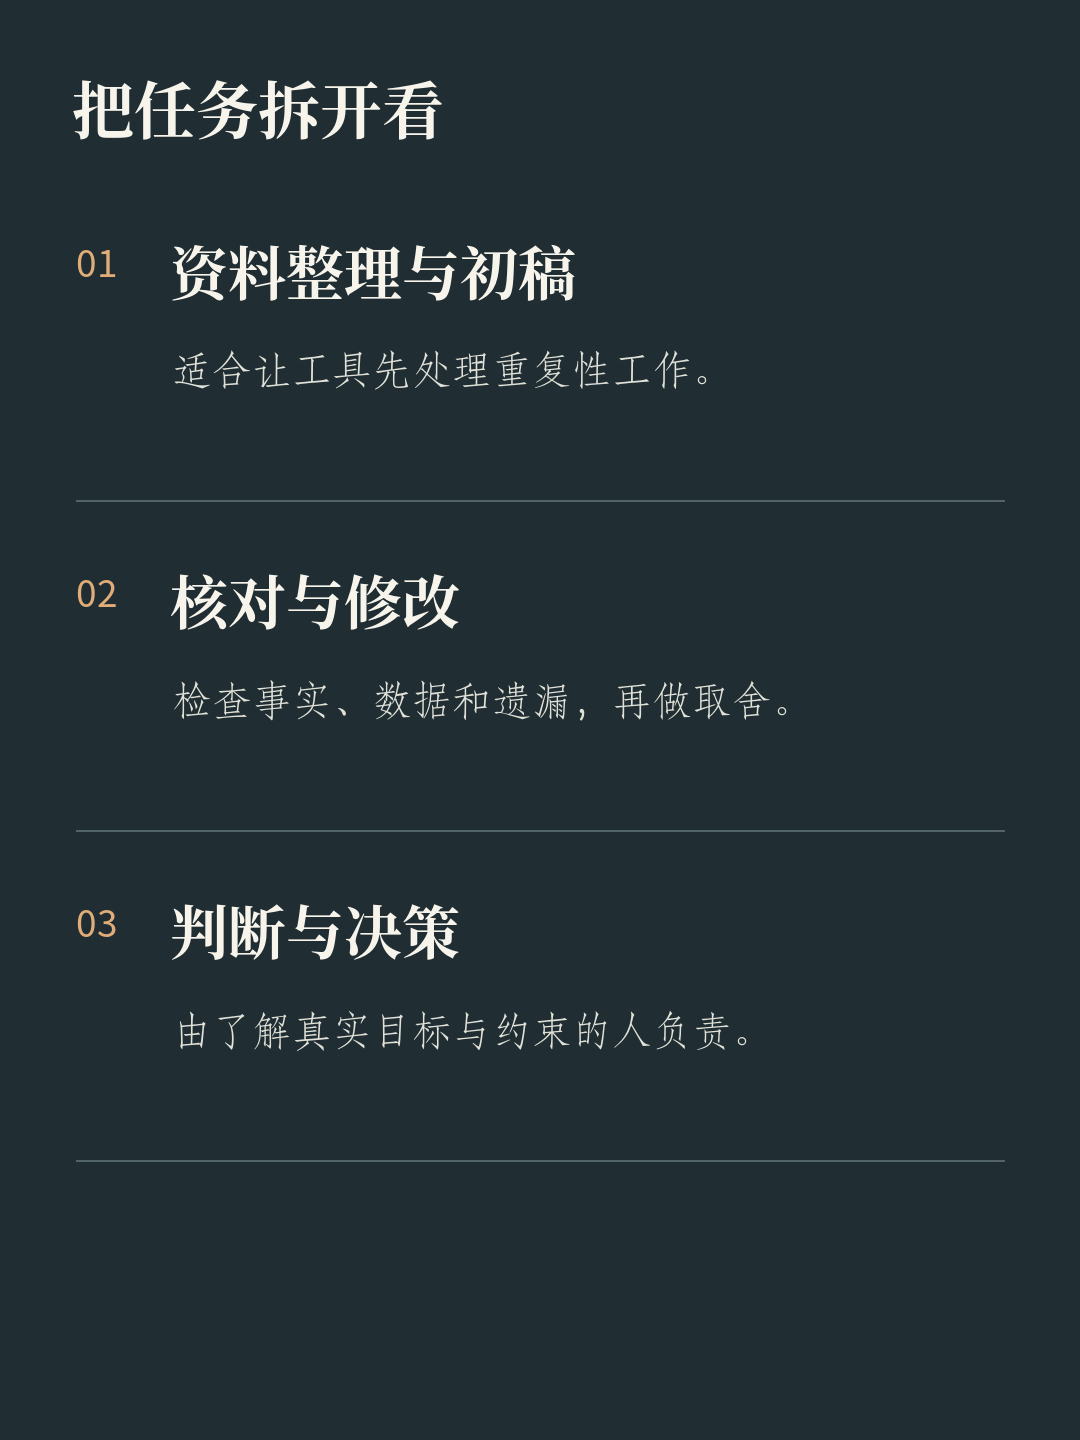 把任务拆开看
01 资料整理与初稿
适合让工具先处理重复性工作。
02 核对与修改
检查事实、数据和遗漏，再做取舍。
03 判断与决策
由了解真实目标与约束的人负责。